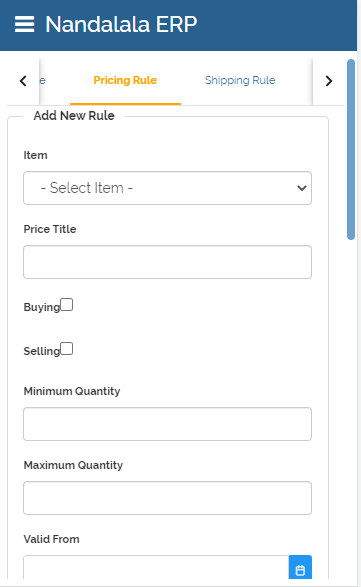 Nandalala ERP
e Pricing Rule Shipping Rule
Add New Rule
Item
- Select Item -
Price Title
Buying
Selling
Minimum Quantity
Maximum Quantity
Valid From